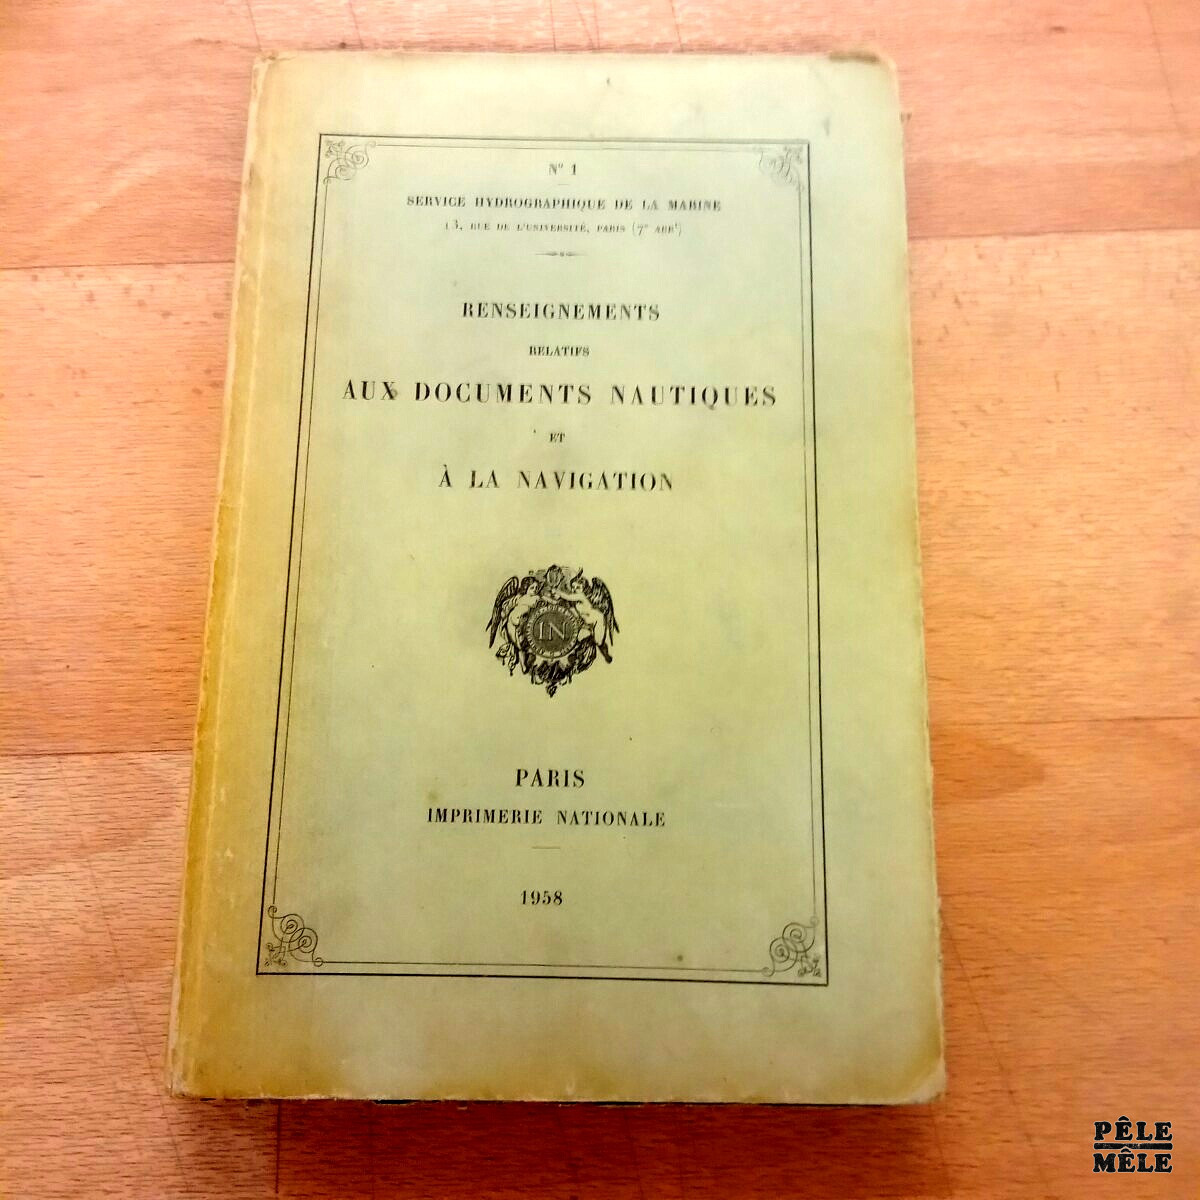 Nº 1
SERVICE HYDROGRAPHIQUE DE LA MARINE
13, RUE DE L'UNIVERSITÉ, PARIS (7e ARRt)
RENSEIGNEMENTS
RELATIFS
AUX DOCUMENTS NAUTIQUES
ET
À LA NAVIGATION
IN
PARIS
IMPRIMERIE NATIONALE
1958
PÊLE
MÊLE